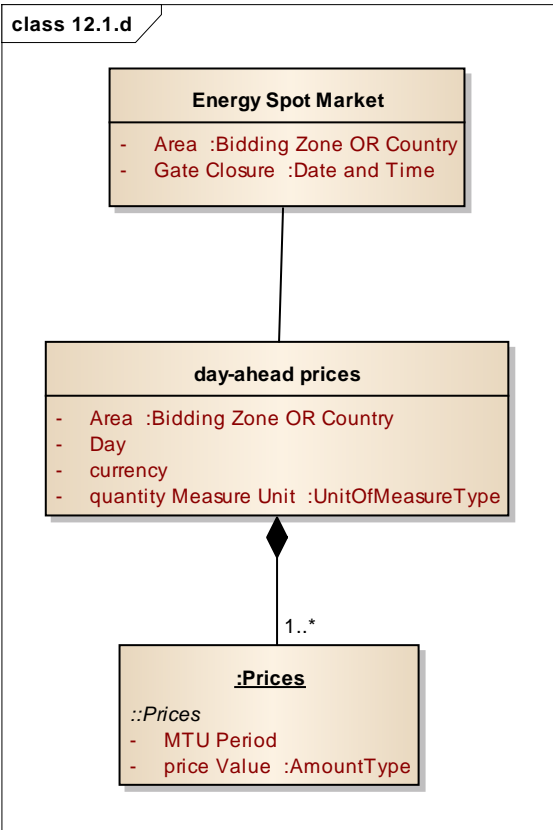 class 12.1.d
Energy Spot Market
- Area :Bidding Zone OR Country
- Gate Closure :Date and Time
day-ahead prices
- Area :Bidding Zone OR Country
- Day
- currency
- quantity Measure Unit :UnitOfMeasureType
1..*
:Prices
::Prices
- MTU Period
- price Value :AmountType